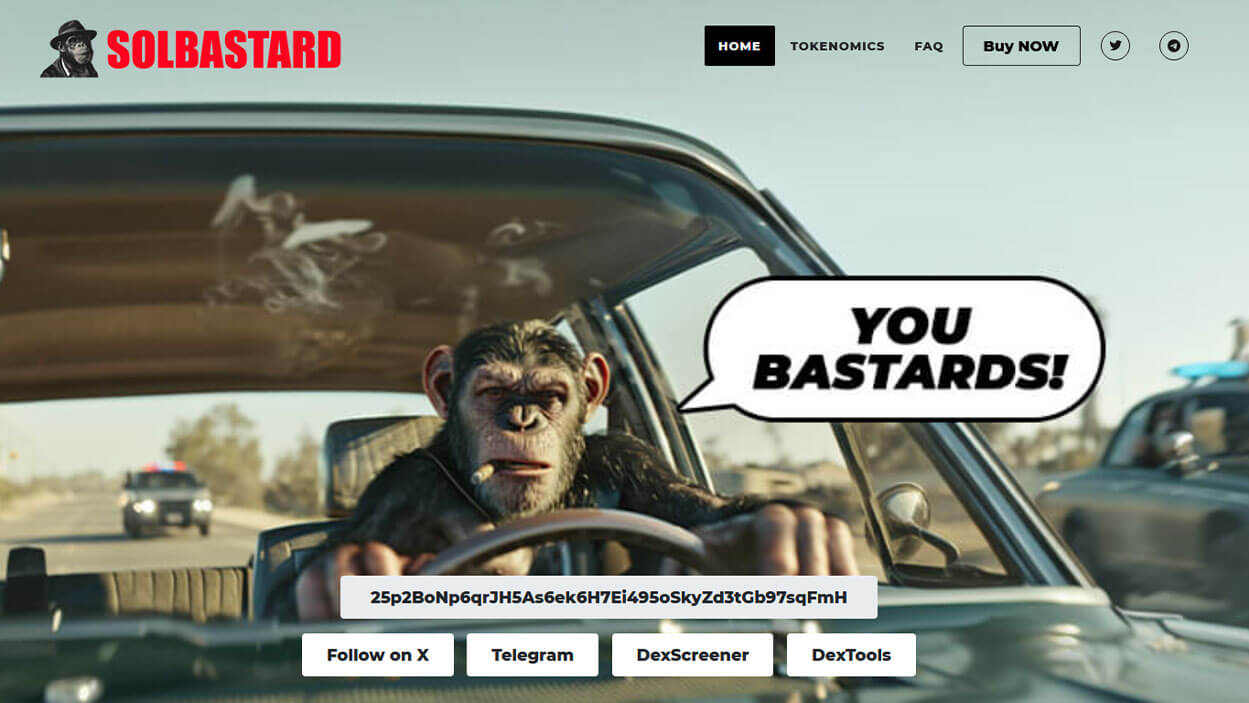 SOLBASTARD
HOME
TOKENOMICS
FAQ
Buy NOW
YOU
BASTARDS!
25p2BoNp6qrJH5As6ek6H7Ei495oSkyZd3tGb97sqFmH
Follow on X
Telegram
DexScreener
DexTools